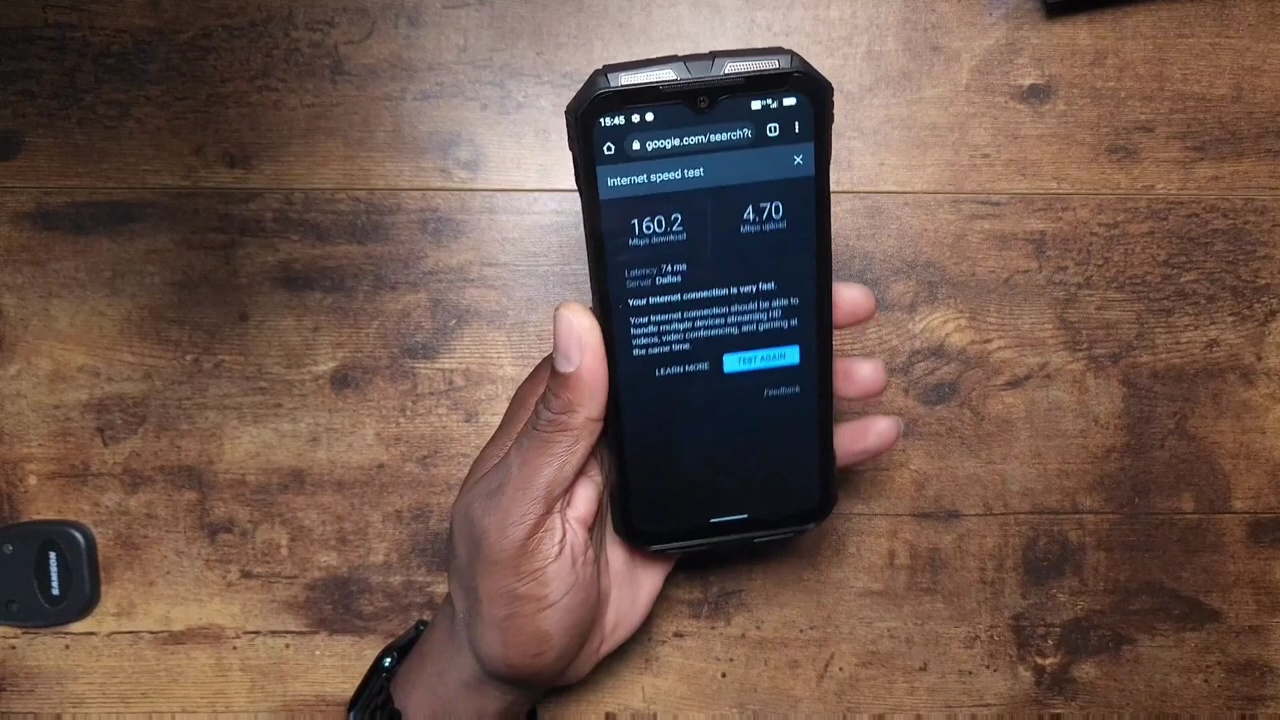 15:45
google.com/search?q
Internet speed test
160.2
Mbps download
4.70
Mbps upload
Latency: 74 ms
Server: Dallas
Your Internet connection is very fast.
Your Internet connection should be able to
handle multiple devices streaming HD
videos, video conferencing, and gaming at
the same time.
LEARN MORE
TEST AGAIN
Feedback
SAMSON